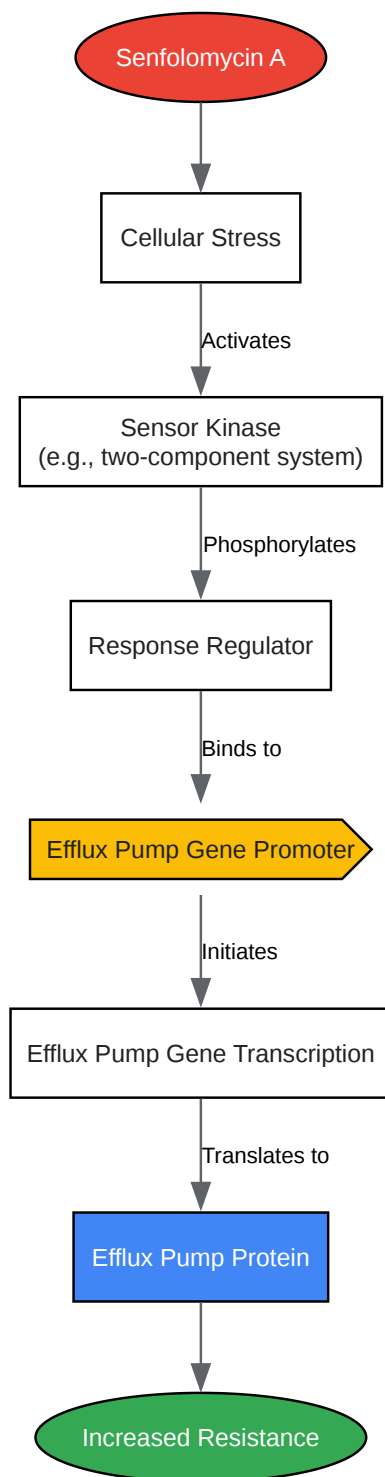 Senfolomycin A
Cellular Stress
Activates
Sensor Kinase
(e.g., two-component system)
Phosphorylates
Response Regulator
Binds to
Efflux Pump Gene Promoter
Initiates
Efflux Pump Gene Transcription
Translates to
Efflux Pump Protein
Increased Resistance